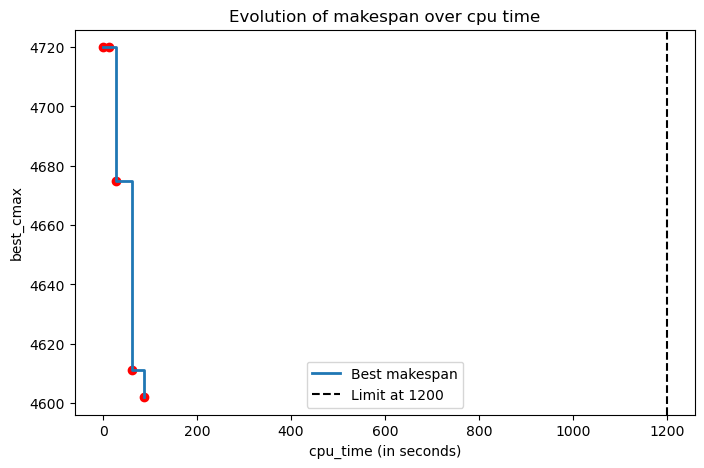 Evolution of makespan over cpu time
best_cmax
4720
4700
4680
4660
4640
4620
4600
Best makespan
Limit at 1200
0
200
400
600
800
1000
1200
cpu_time (in seconds)